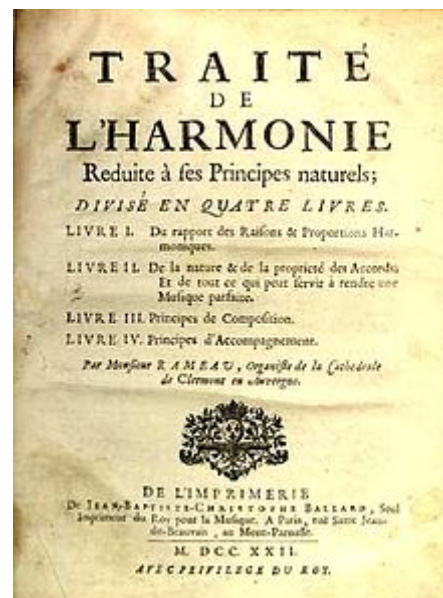 TRAITÉ
DE
L'HARMONIE
Reduite à ſes Principes naturels;
DIVISÉ EN QUATRE LIVRES.
LIVRE I. Du rapport des Raiſons & Proportions Har-
moniques.
LIVRE II. De la nature & de la proprieté des Accords;
Et de tout ce qui peut ſervir à rendre une
Muſique parfaite.
LIVRE III. Principes de Compoſition.
LIVRE IV. Principes d'Accompagnement.
Par Monſieur RAMEAU, Organiſte de la Cathedrale
de Clermont en Auvergne.
DE L'IMPRIMERIE
De JEAN-BAPTISTE-CHRISTOPHE BALLARD, Seul
Imprimeur du Roy pour la Muſique. A Paris, ruë Saint Jean-
de-Beauvais, au Mont-Parnaſſe.
M. DCC. XXII.
AVEC PRIVILEGE DU ROY.